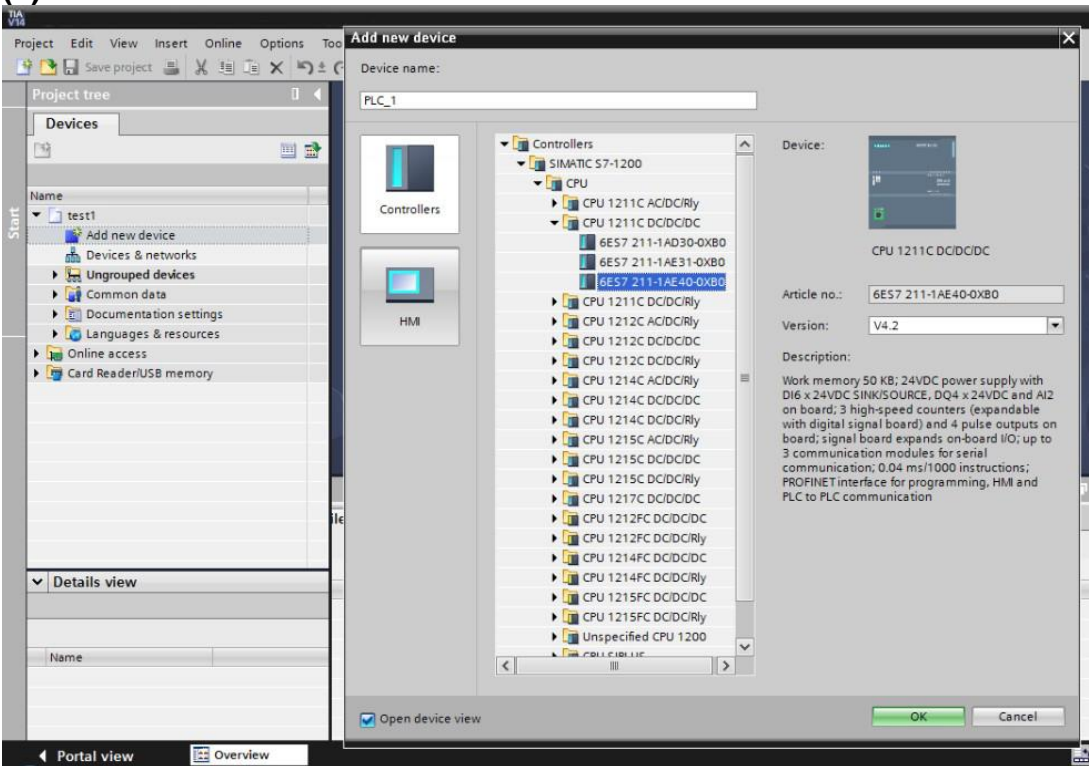 TIA
V14
Project Edit View Insert Online Options Too
Save project
Project tree
Devices
Name
test1
Add new device
Devices & networks
Ungrouped devices
Common data
Documentation settings
Languages & resources
Online access
Card Reader/USB memory
Start
Details view
Name
Portal view
Overview
Add new device
Device name:
PLC_1
Controllers
HMI
Controllers
SIMATIC S7-1200
CPU
CPU 1211C AC/DC/Rly
CPU 1211C DC/DC/DC
6ES7 211-1AD30-0XB0
6ES7 211-1AE31-0XB0
6ES7 211-1AE40-0XB0
CPU 1211C DC/DC/Rly
CPU 1212C AC/DC/Rly
CPU 1212C DC/DC/DC
CPU 1212C DC/DC/Rly
CPU 1214C AC/DC/Rly
CPU 1214C DC/DC/DC
CPU 1214C DC/DC/Rly
CPU 1215C AC/DC/Rly
CPU 1215C DC/DC/DC
CPU 1215C DC/DC/Rly
CPU 1217C DC/DC/DC
CPU 1212FC DC/DC/DC
CPU 1212FC DC/DC/Rly
CPU 1214FC DC/DC/DC
CPU 1214FC DC/DC/Rly
CPU 1215FC DC/DC/DC
CPU 1215FC DC/DC/Rly
Unspecified CPU 1200
CPU SIPLUS
Device:
CPU 1211C DC/DC/DC
Article no.:
6ES7 211-1AE40-0XB0
Version:
V4.2
Description:
Work memory 50 KB; 24VDC power supply with
DI6 x 24VDC SINK/SOURCE, DQ4 x 24VDC and AI2
on board; 3 high-speed counters (expandable
with digital signal board) and 4 pulse outputs on
board; signal board expands on-board I/O; up to
3 communication modules for serial
communication; 0.04 ms/1000 instructions;
PROFINET interface for programming, HMI and
PLC to PLC communication
Open device view
OK
Cancel